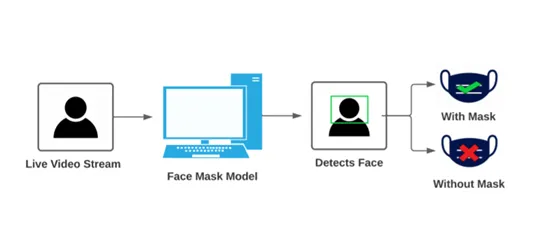 Live Video Stream
Face Mask Model
Detects Face
With Mask
Without Mask